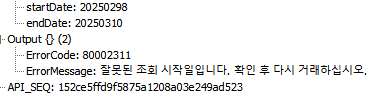 startDate: 20250298
endDate: 20250310
Output {} (2)
ErrorCode: 80002311
ErrorMessage: 잘못된 조회 시작일입니다. 확인 후 다시 거래하십시오.
API_SEQ: 152ce5ffd9f5875a1208a03e249ad523